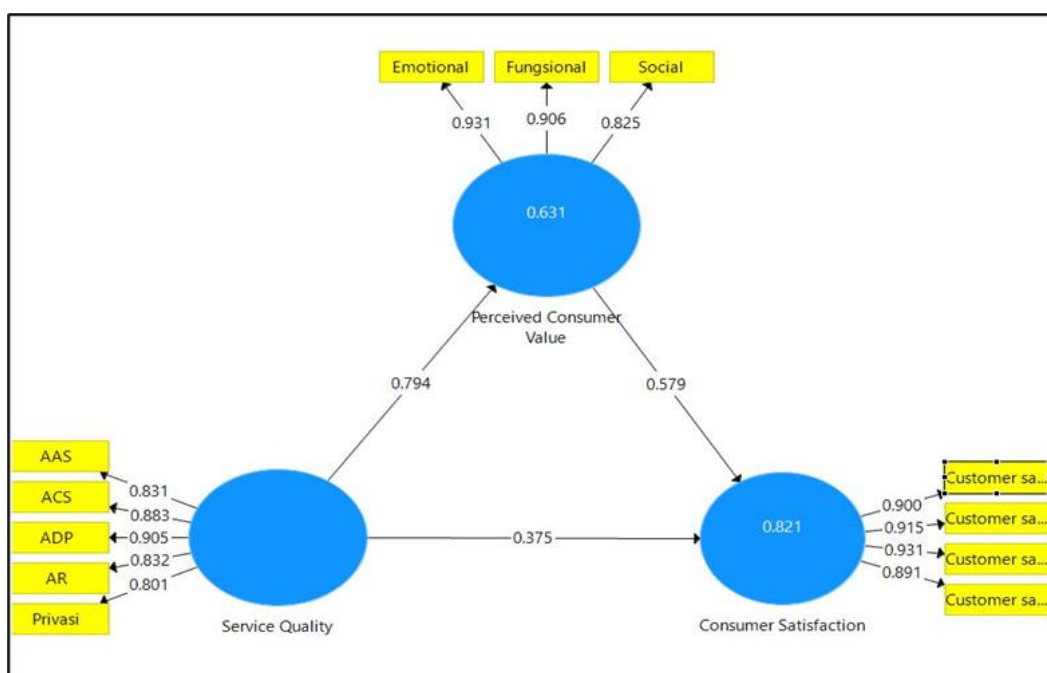 Emotional
Fungsional
Social
0.931
0.906
0.825
0.631
Perceived Consumer
Value
0.794
0.579
AAS
ACS
ADP
AR
Privasi
0.831
0.883
0.905
0.832
0.801
Service Quality
0.375
0.821
Consumer Satisfaction
0.900
0.915
0.931
0.891
Customer sa...
Customer sa...
Customer sa...
Customer sa...